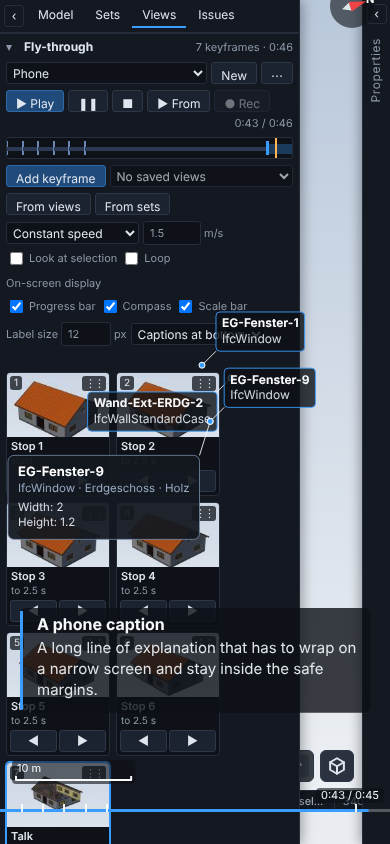 Model Sets Views Issues
N
Fly-through 7 keyframes · 0:46
Properties
Phone New ...
Play From Rec
0:43 / 0:46
Add keyframe No saved views
From views From sets
Constant speed 1.5 m/s
Look at selection Loop
On-screen display
Progress bar Compass Scale bar
Label size 12 px Captions at bo
EG-Fenster-1
IfcWindow
EG-Fenster-9
IfcWindow
1 2
Wand-Ext-ERDG-2
IfcWallStandardCase
Stop 1 Stop 2
EG-Fenster-9
IfcWindow · Erdgeschoss · Holz
Width: 2
Height: 1.2
Stop 3 Stop 4
to 2.5 s to 2.5 s
A phone caption
A long line of explanation that has to wrap on
a narrow screen and stay inside the safe
margins.
Stop 5 Stop 6
to 2.5 s to 2.5 s
10 m
0:43 / 0:45
Talk